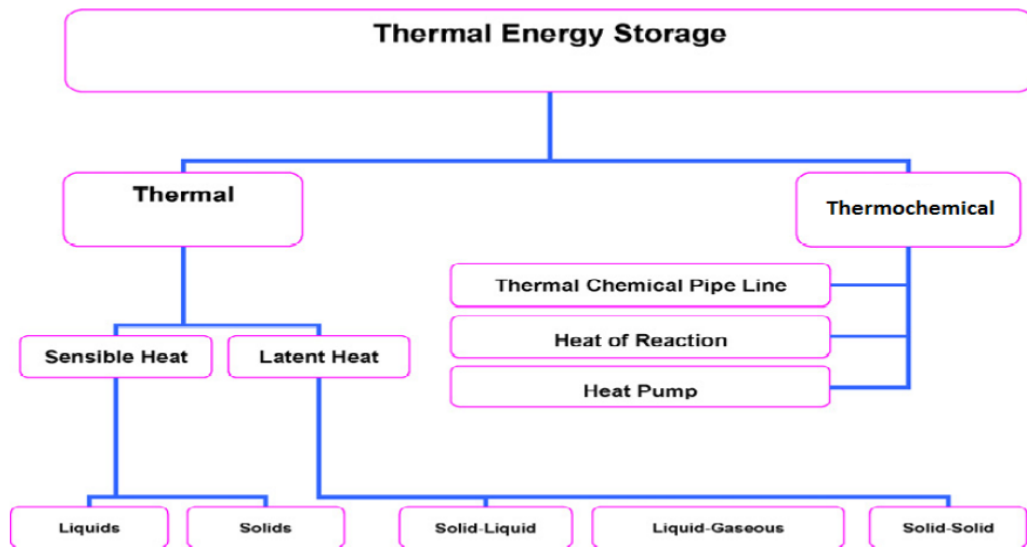 Thermal Energy Storage
Thermal
Thermochemical
Thermal Chemical Pipe Line
Heat of Reaction
Heat Pump
Sensible Heat
Latent Heat
Liquids
Solids
Solid-Liquid
Liquid-Gaseous
Solid-Solid